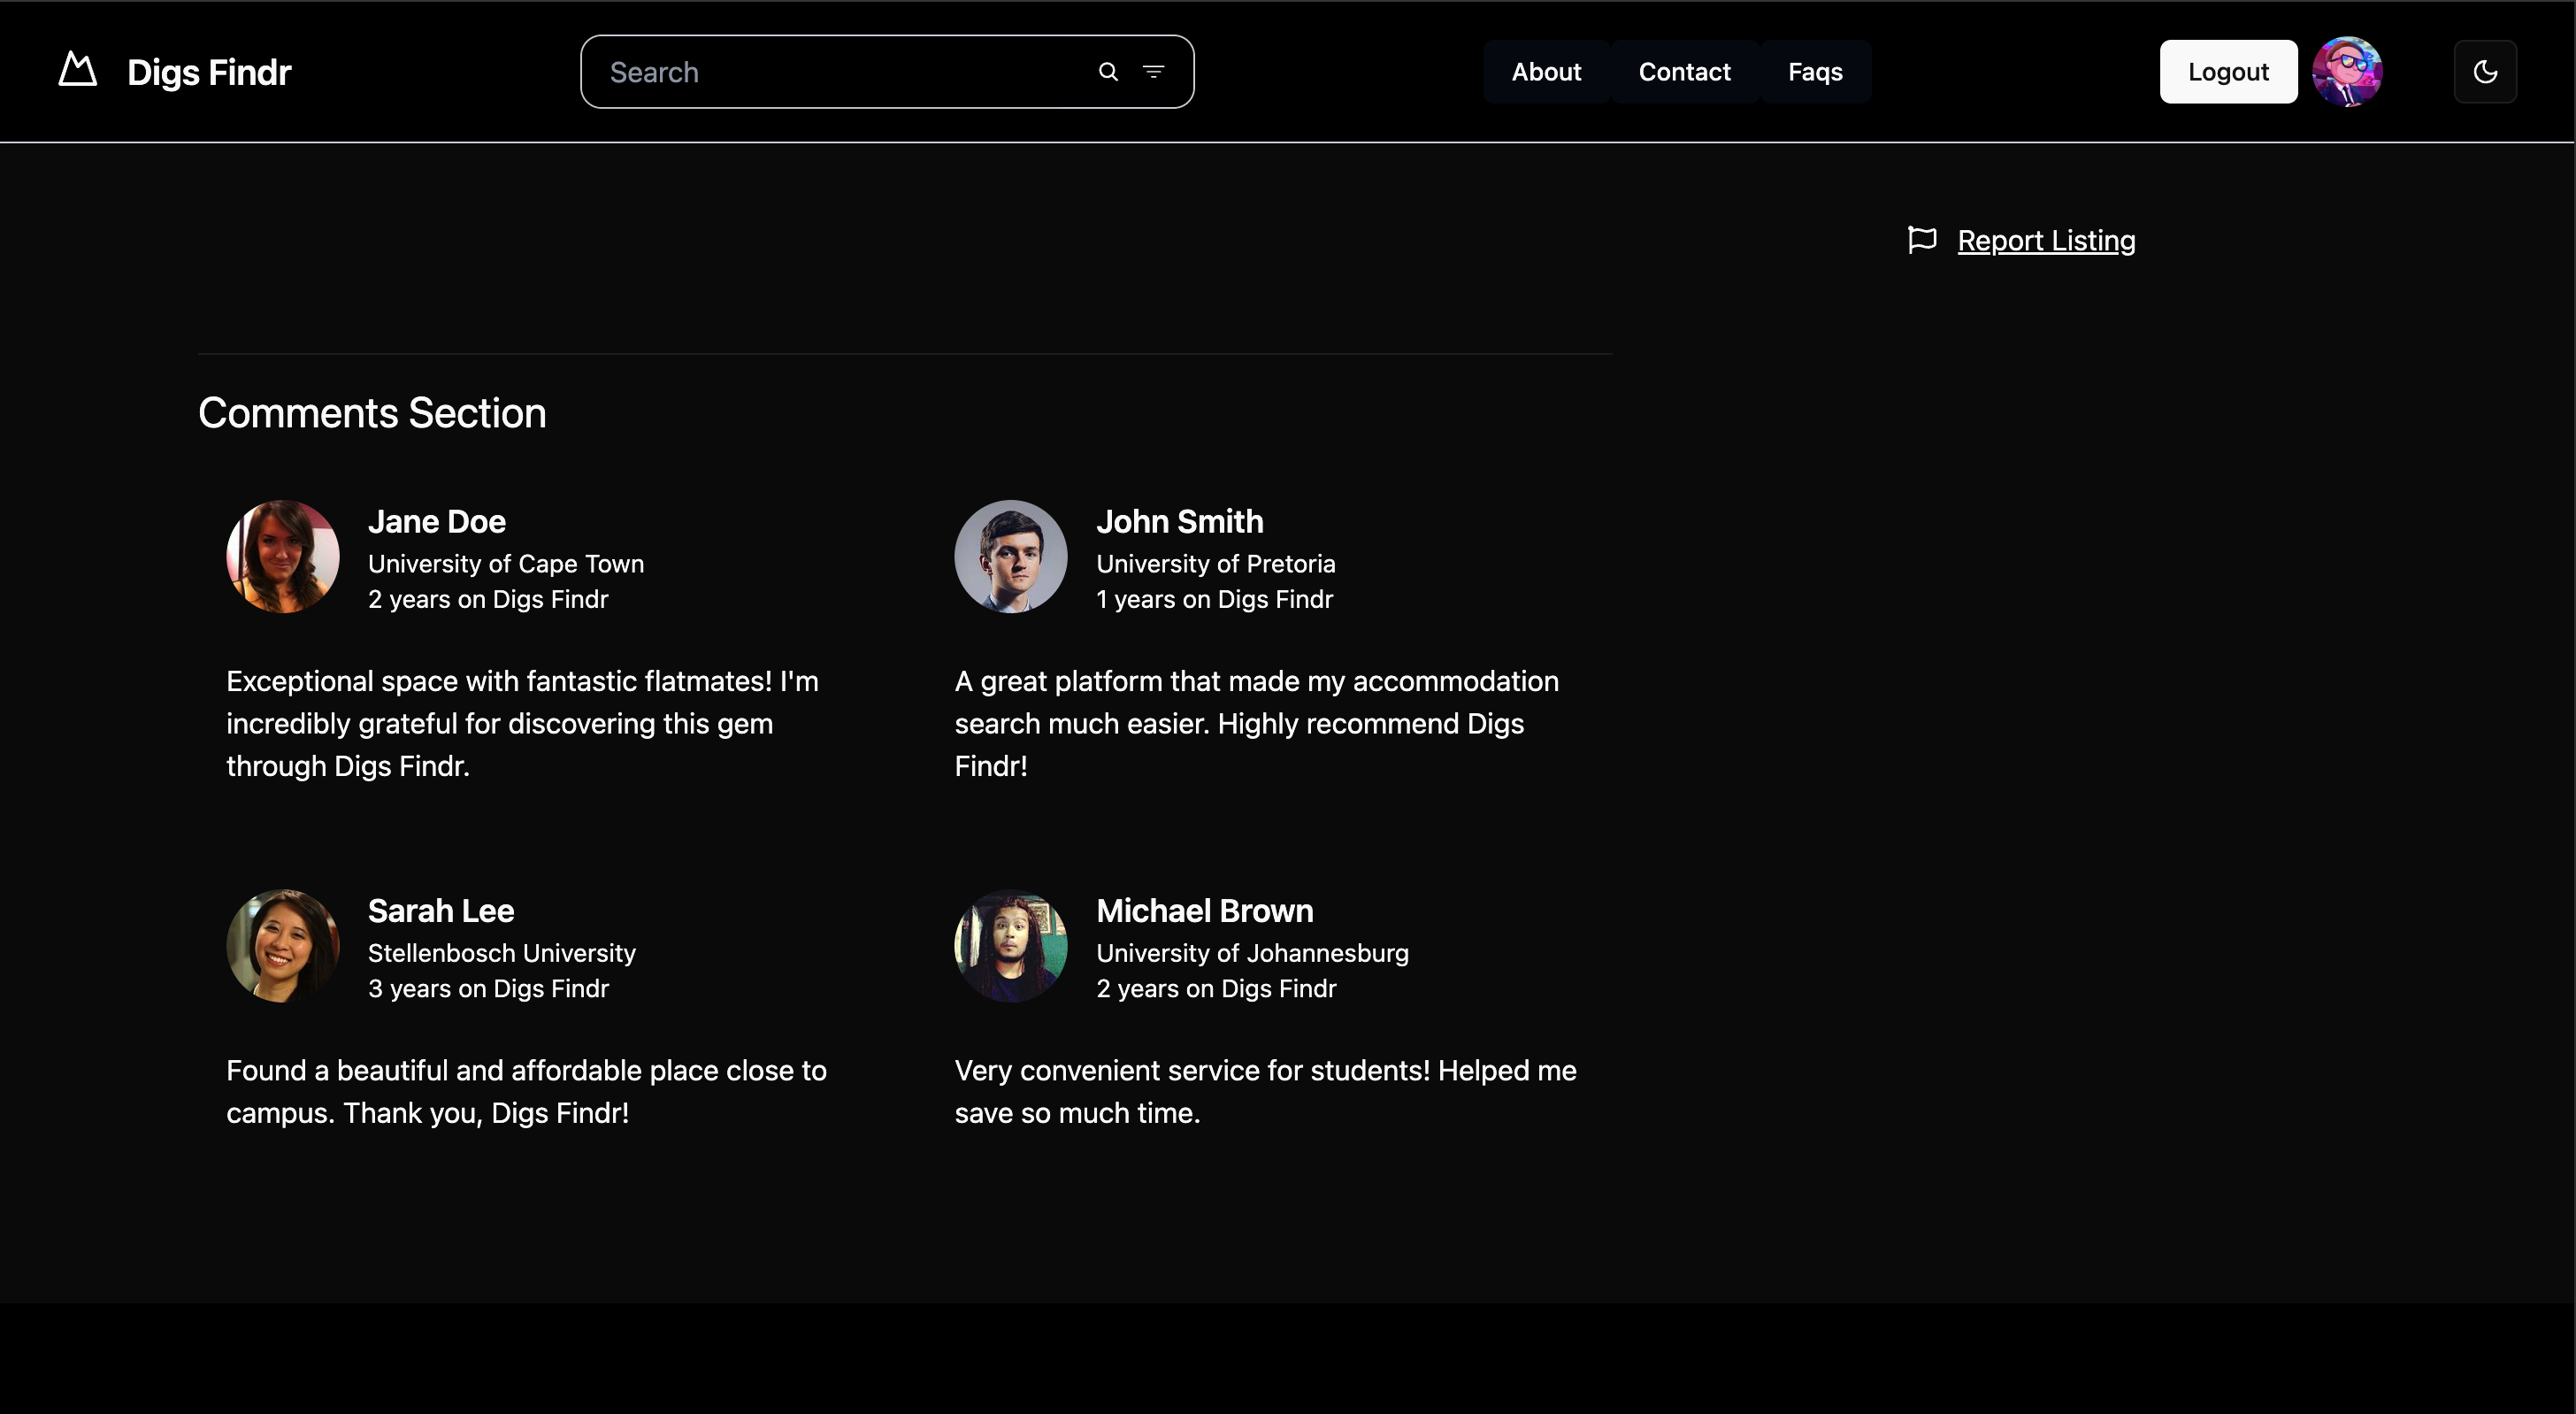 Digs Findr
Search
About
Contact
Faqs
Logout
Report Listing
Comments Section
Jane Doe
University of Cape Town
2 years on Digs Findr
Exceptional space with fantastic flatmates! I'm
incredibly grateful for discovering this gem
through Digs Findr.
John Smith
University of Pretoria
1 years on Digs Findr
A great platform that made my accommodation
search much easier. Highly recommend Digs
Findr!
Sarah Lee
Stellenbosch University
3 years on Digs Findr
Found a beautiful and affordable place close to
campus. Thank you, Digs Findr!
Michael Brown
University of Johannesburg
2 years on Digs Findr
Very convenient service for students! Helped me
save so much time.